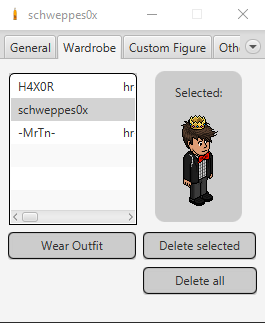 schweppes0x
General Wardrobe Custom Figure Oth
H4X0R hr
schweppes0x
-MrTn- hr
Selected:
Wear Outfit Delete selected
Delete all